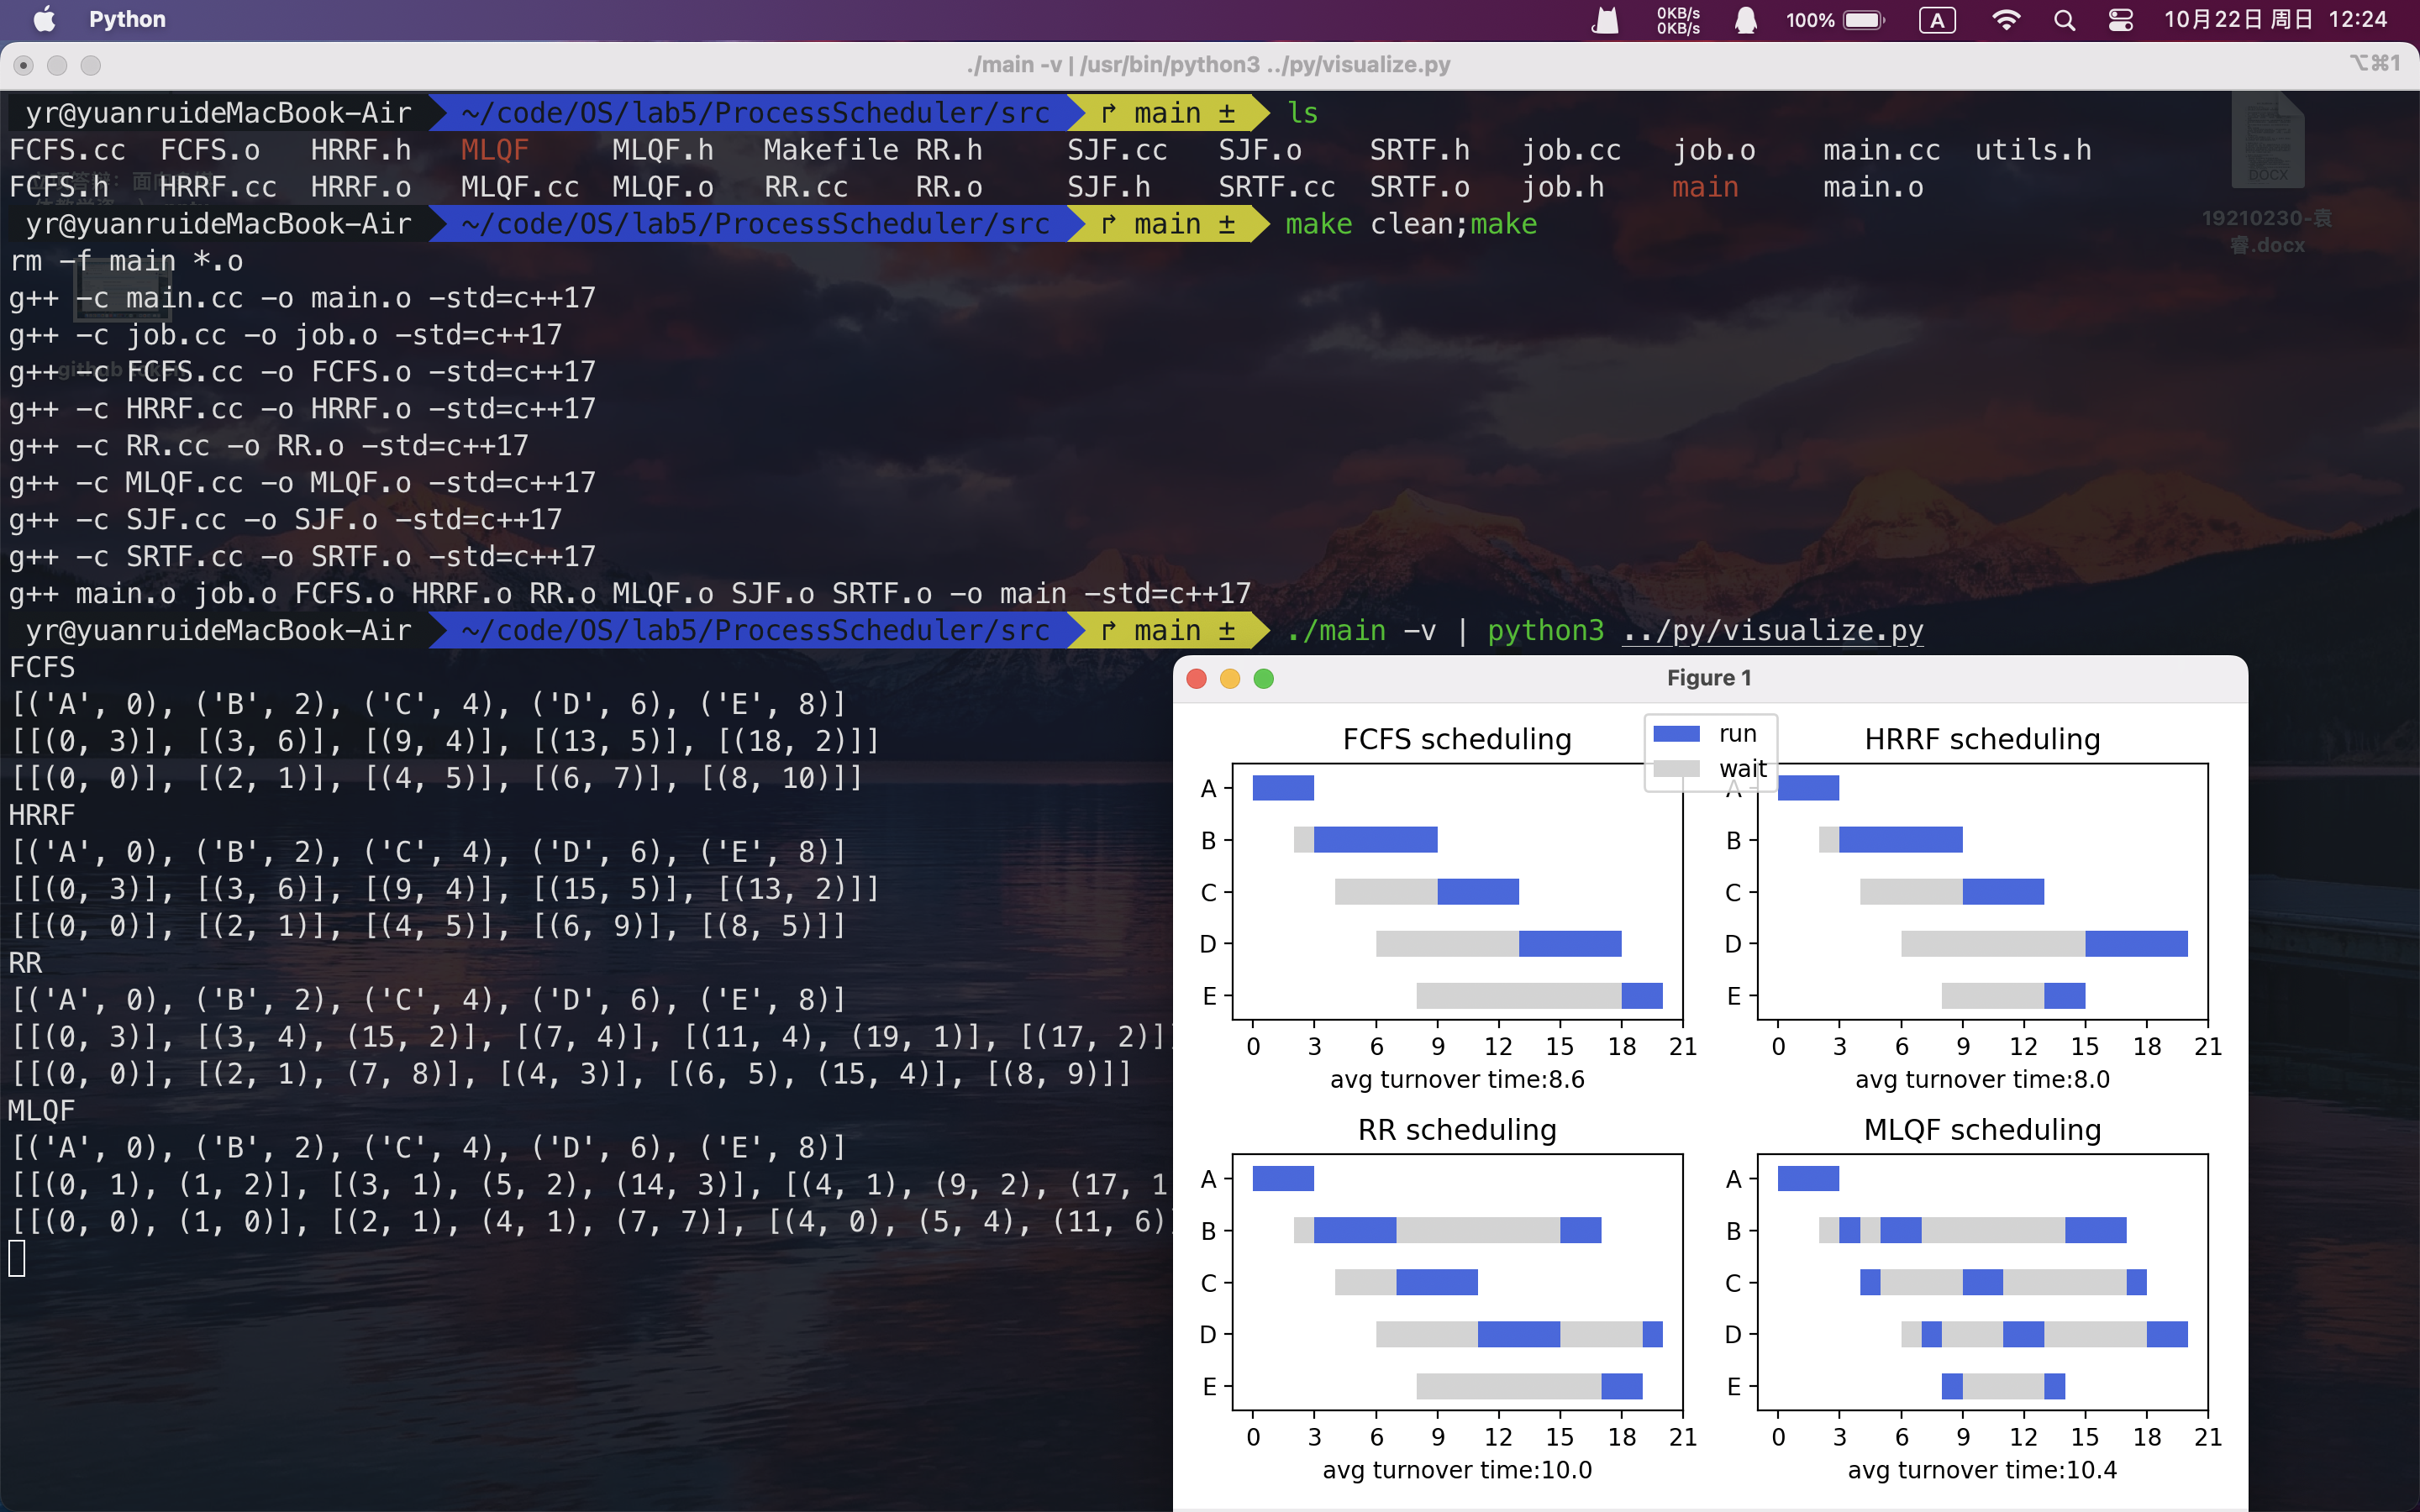 Python
0KB/s
0KB/s
100%
A
10月22日 周日 12:24
./main -v | /usr/bin/python3 ../py/visualize.py
⌥⌘1
yr@yuanruideMacBook-Air ~/code/OS/lab5/ProcessScheduler/src main ± ls
FCFS.cc FCFS.o HRRF.h MLQF MLQF.h Makefile RR.h SJF.cc SJF.o SRTF.h job.cc job.o main.cc utils.h
FCFS.h HRRF.cc HRRF.o MLQF.cc MLQF.o RR.cc RR.o SJF.h SRTF.cc SRTF.o job.h main main.o
yr@yuanruideMacBook-Air ~/code/OS/lab5/ProcessScheduler/src main ± make clean;make
rm -f main *.o
g++ -c main.cc -o main.o -std=c++17
g++ -c job.cc -o job.o -std=c++17
g++ -c FCFS.cc -o FCFS.o -std=c++17
g++ -c HRRF.cc -o HRRF.o -std=c++17
g++ -c RR.cc -o RR.o -std=c++17
g++ -c MLQF.cc -o MLQF.o -std=c++17
g++ -c SJF.cc -o SJF.o -std=c++17
g++ -c SRTF.cc -o SRTF.o -std=c++17
g++ main.o job.o FCFS.o HRRF.o RR.o MLQF.o SJF.o SRTF.o -o main -std=c++17
yr@yuanruideMacBook-Air ~/code/OS/lab5/ProcessScheduler/src main ± ./main -v | python3 ../py/visualize.py
FCFS
[('A', 0), ('B', 2), ('C', 4), ('D', 6), ('E', 8)]
[[(0, 3)], [(3, 6)], [(9, 4)], [(13, 5)], [(18, 2)]]
[[(0, 0)], [(2, 1)], [(4, 5)], [(6, 7)], [(8, 10)]]
HRRF
[('A', 0), ('B', 2), ('C', 4), ('D', 6), ('E', 8)]
[[(0, 3)], [(3, 6)], [(9, 4)], [(15, 5)], [(13, 2)]]
[[(0, 0)], [(2, 1)], [(4, 5)], [(6, 9)], [(8, 5)]]
RR
[('A', 0), ('B', 2), ('C', 4), ('D', 6), ('E', 8)]
[[(0, 3)], [(3, 4), (15, 2)], [(7, 4)], [(11, 4), (19, 1)], [(17, 2)]]
[[(0, 0)], [(2, 1), (7, 8)], [(4, 3)], [(6, 5), (15, 4)], [(8, 9)]]
MLQF
[('A', 0), ('B', 2), ('C', 4), ('D', 6), ('E', 8)]
[[(0, 1), (1, 2)], [(3, 1), (5, 2), (14, 3)], [(4, 1), (9, 2), (17, 1
[[(0, 0), (1, 0)], [(2, 1), (4, 1), (7, 7)], [(4, 0), (5, 4), (11, 6)
DOCX
19210230-袁
睿.docx
Figure 1
run
wait
FCFS scheduling
A
B
C
D
E
0 3 6 9 12 15 18 21
avg turnover time:8.6
HRRF scheduling
A
B
C
D
E
0 3 6 9 12 15 18 21
avg turnover time:8.0
RR scheduling
A
B
C
D
E
0 3 6 9 12 15 18 21
avg turnover time:10.0
MLQF scheduling
A
B
C
D
E
0 3 6 9 12 15 18 21
avg turnover time:10.4